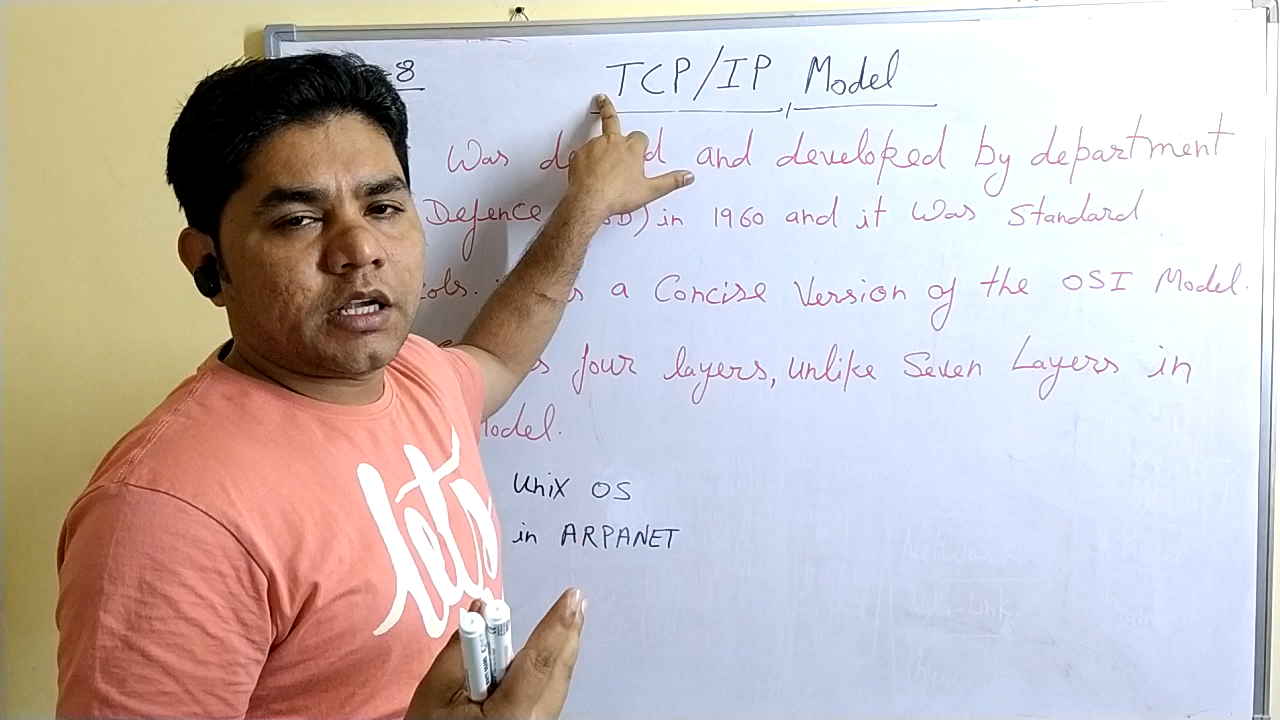 -8
TCP/IP Model
Was and developed by department
Defence in 1960 and it was standard
a Concise Version of the OSI Model.
four layers, unlike Seven Layers in
Model.
Unix OS
in ARPANET
lets